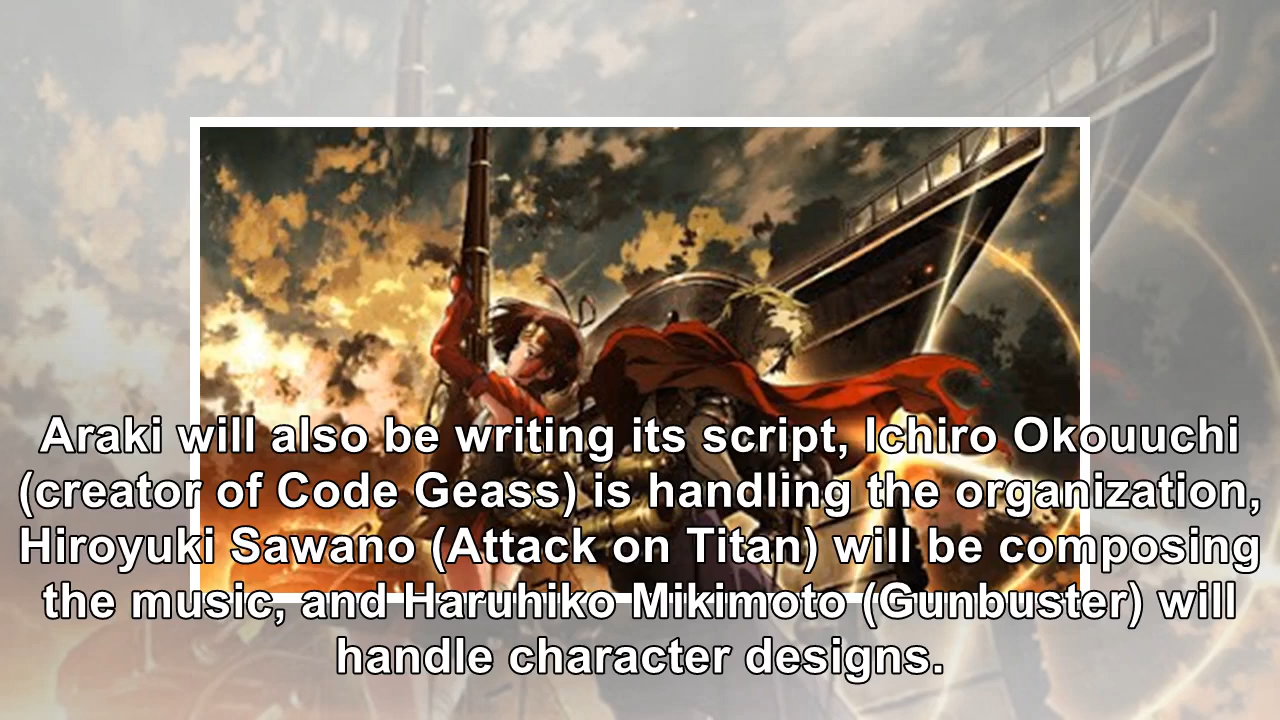 Araki will also be writing its script, Ichiro Okouuchi
(creator of Code Geass) is handling the organization,
Hiroyuki Sawano (Attack on Titan) will be composing
the music, and Haruhiko Mikimoto (Gunbuster) will
handle character designs.